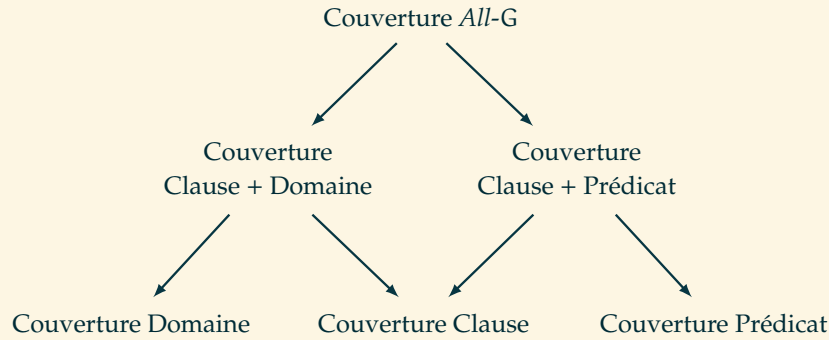 Couverture All-G
Couverture
Clause + Domaine
Couverture
Clause + Prédicat
Couverture Domaine
Couverture Clause
Couverture Prédicat